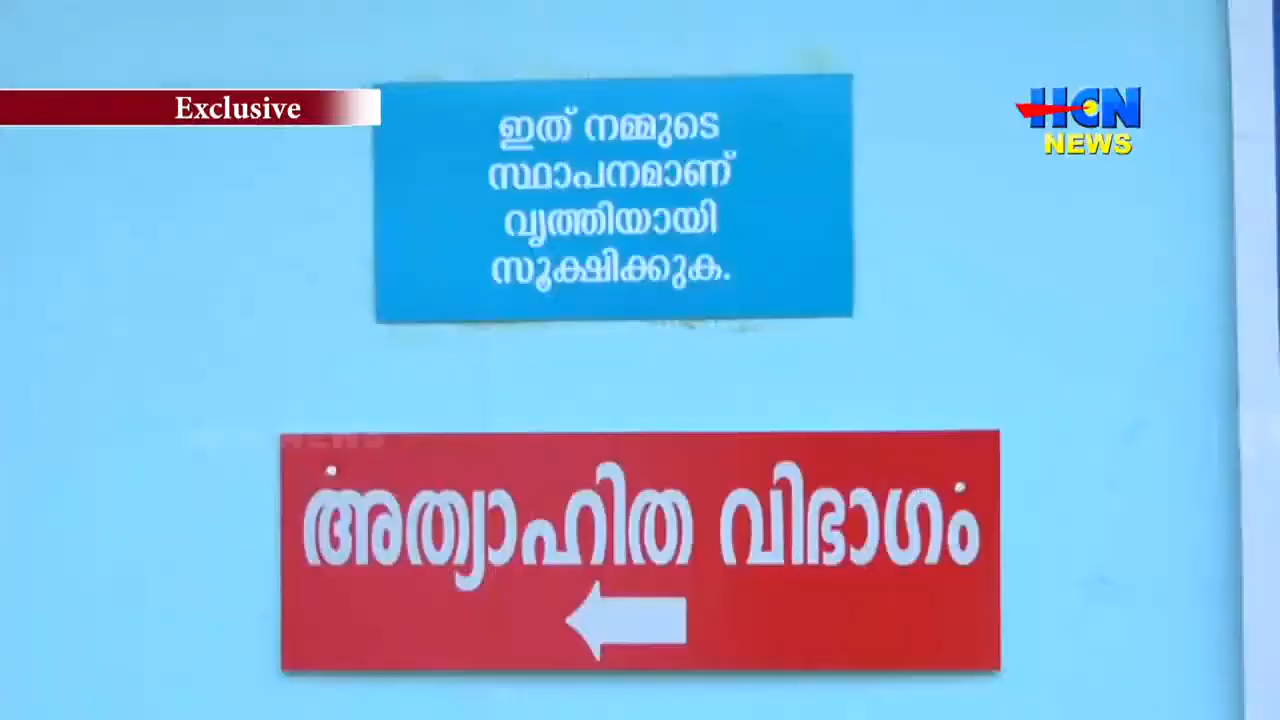 Exclusive
HCN
NEWS
ഇത് നമ്മുടെ
സ്ഥാപനമാണ്
വൃത്തിയായി
സൂക്ഷിക്കുക.
അത്യാഹിത വിഭാഗം